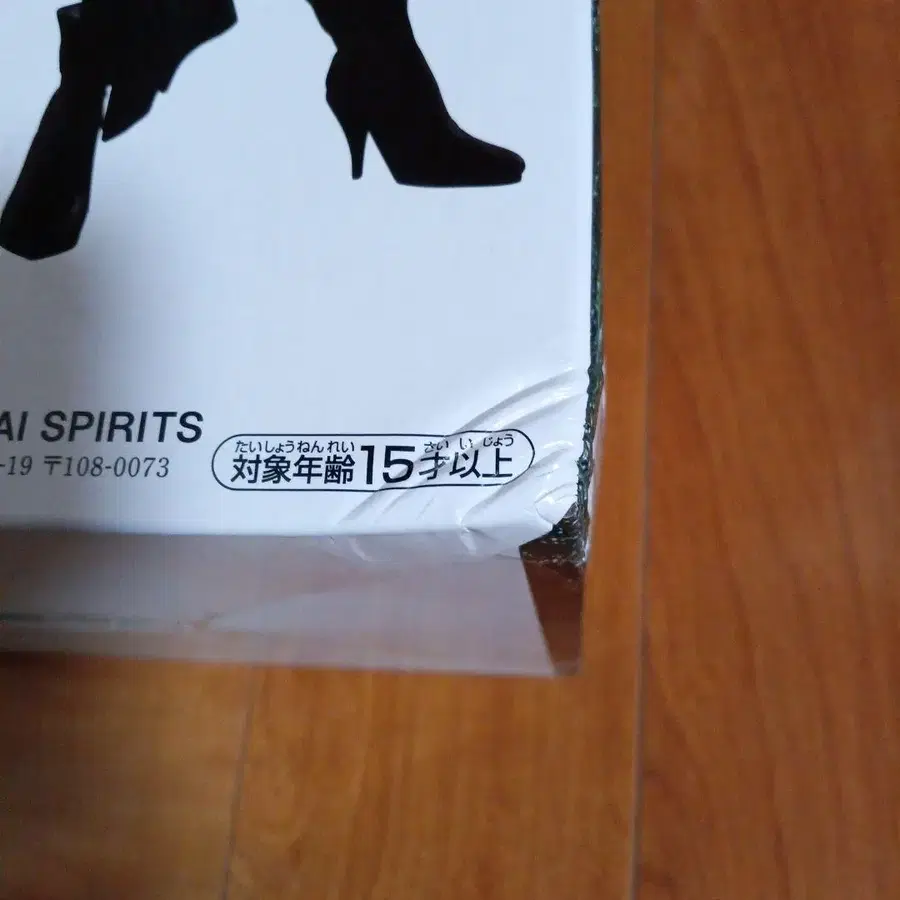 AI SPIRITS
-19 〒108-0073
たいしょうねんれい さい いじょう
対象年齢15才以上